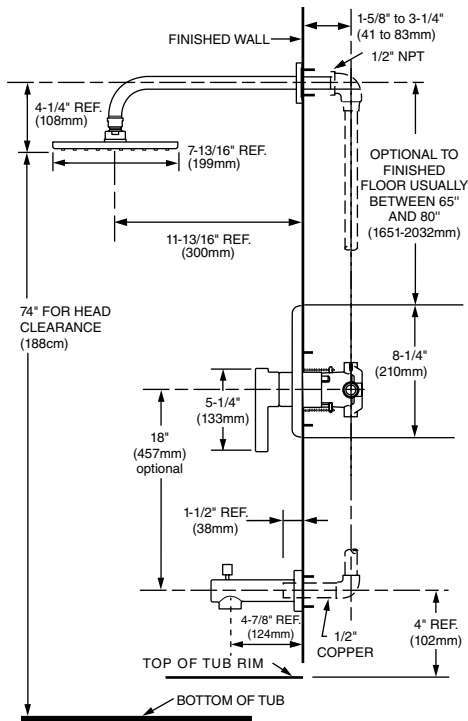 1-5/8" to 3-1/4"
(41 to 83mm)
FINISHED WALL
1/2" NPT
4-1/4" REF.
(108mm)
7-13/16" REF.
(199mm)
OPTIONAL TO
FINISHED
FLOOR USUALLY
BETWEEN 65"
AND 80"
(1651-2032mm)
11-13/16" REF.
(300mm)
74" FOR HEAD
CLEARANCE
(188cm)
8-1/4"
(210mm)
5-1/4"
(133mm)
18"
(457mm)
optional
1-1/2" REF.
(38mm)
4-7/8" REF.
(124mm)
1/2"
COPPER
4" REF.
(102mm)
TOP OF TUB RIM
BOTTOM OF TUB